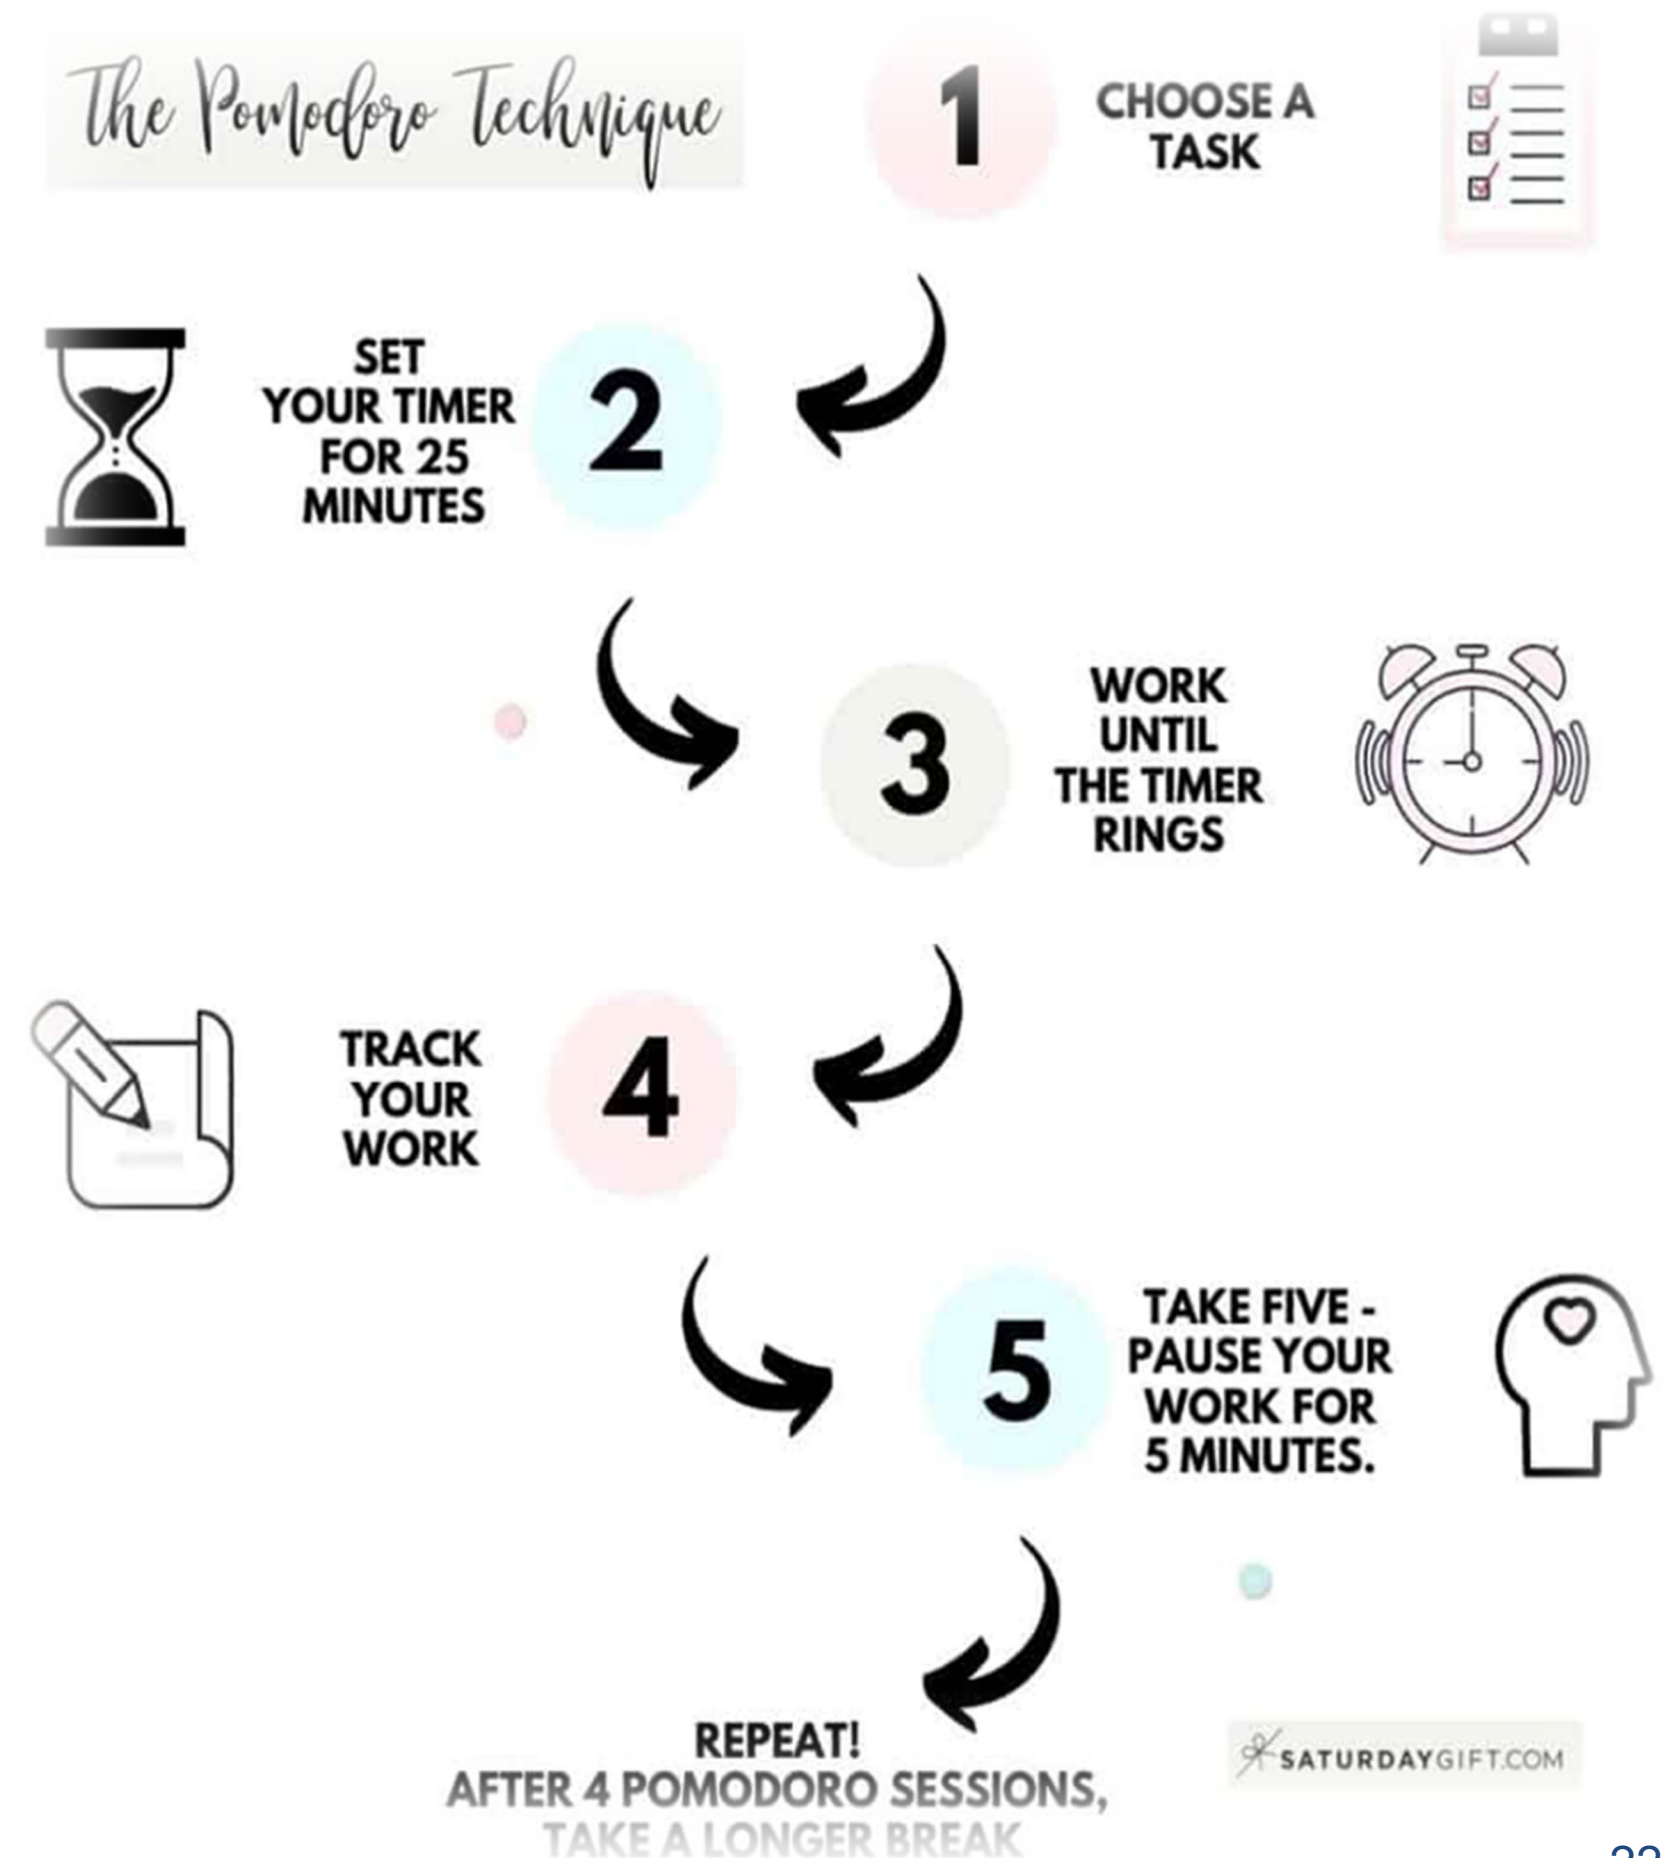 The Pomodoro Technique
1
CHOOSE A
TASK
SET
YOUR TIMER
FOR 25
MINUTES
2
3
WORK
UNTIL
THE TIMER
RINGS
TRACK
YOUR
WORK
4
5
TAKE FIVE -
PAUSE YOUR
WORK FOR
5 MINUTES.
REPEAT!
AFTER 4 POMODORO SESSIONS,
TAKE A LONGER BREAK
SATURDAYGIFT.COM